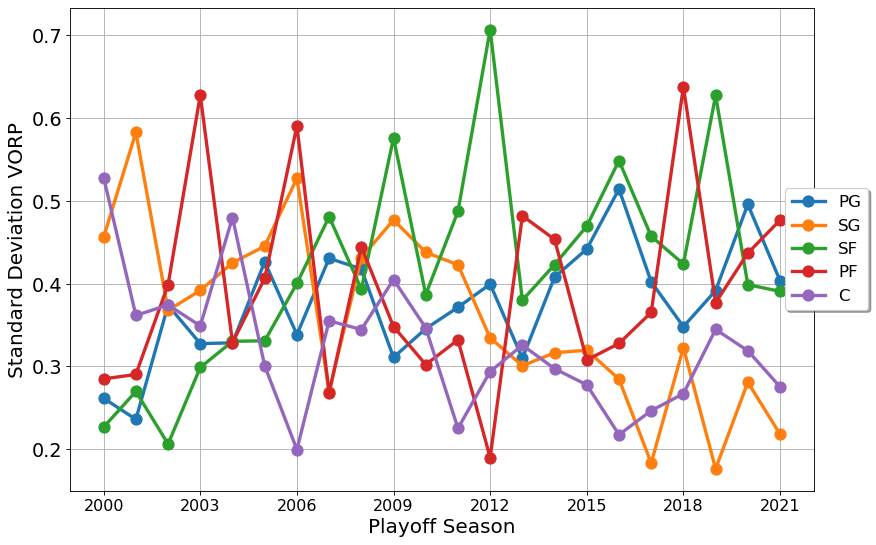 Standard Deviation VORP
0.7
0.6
0.5
0.4
0.3
0.2
2000 2003 2006 2009 2012 2015 2018 2021
Playoff Season
PG
SG
SF
PF
C